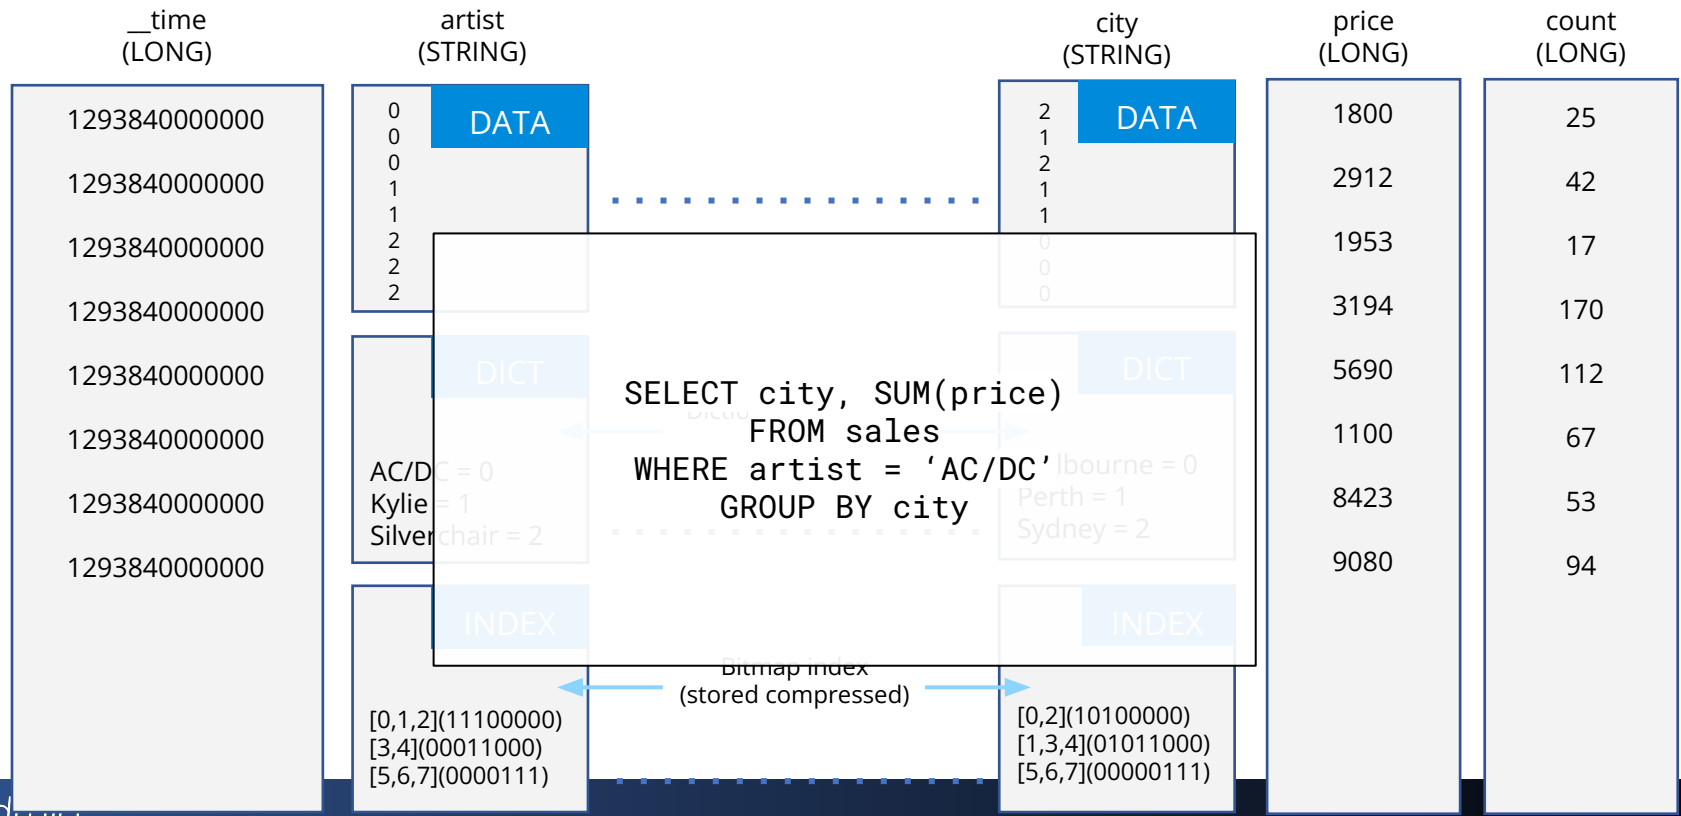 __time
(LONG)
1293840000000
1293840000000
1293840000000
1293840000000
1293840000000
1293840000000
1293840000000
1293840000000
artist
(STRING)
DATA
0
0
0
1
1
2
2
2
DICT
AC/DC = 0
Kylie = 1
Silverchair = 2
INDEX
[0,1,2](11100000)
[3,4](00011000)
[5,6,7](0000111)
SELECT city, SUM(price)
FROM sales
WHERE artist = ‘AC/DC’
GROUP BY city
Bitmap index
(stored compressed)
city
(STRING)
DATA
2
1
2
1
1
0
0
0
DICT
lbourne = 0
Perth = 1
Sydney = 2
INDEX
[0,2](10100000)
[1,3,4](01011000)
[5,6,7](00000111)
price
(LONG)
1800
2912
1953
3194
5690
1100
8423
9080
count
(LONG)
25
42
17
170
112
67
53
94